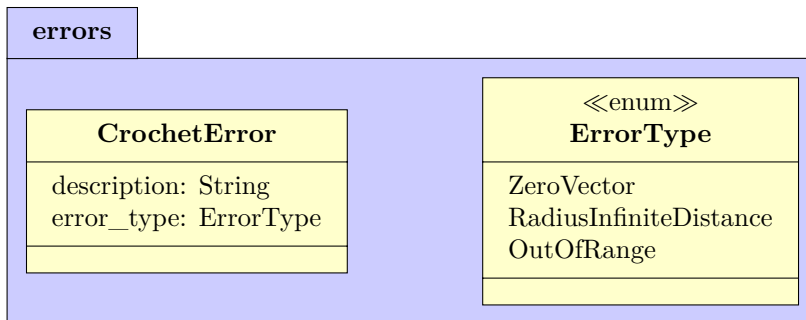 errors
CrochetError
description: String
error_type: ErrorType
≪enum≫
ErrorType
ZeroVector
RadiusInfiniteDistance
OutOfRange